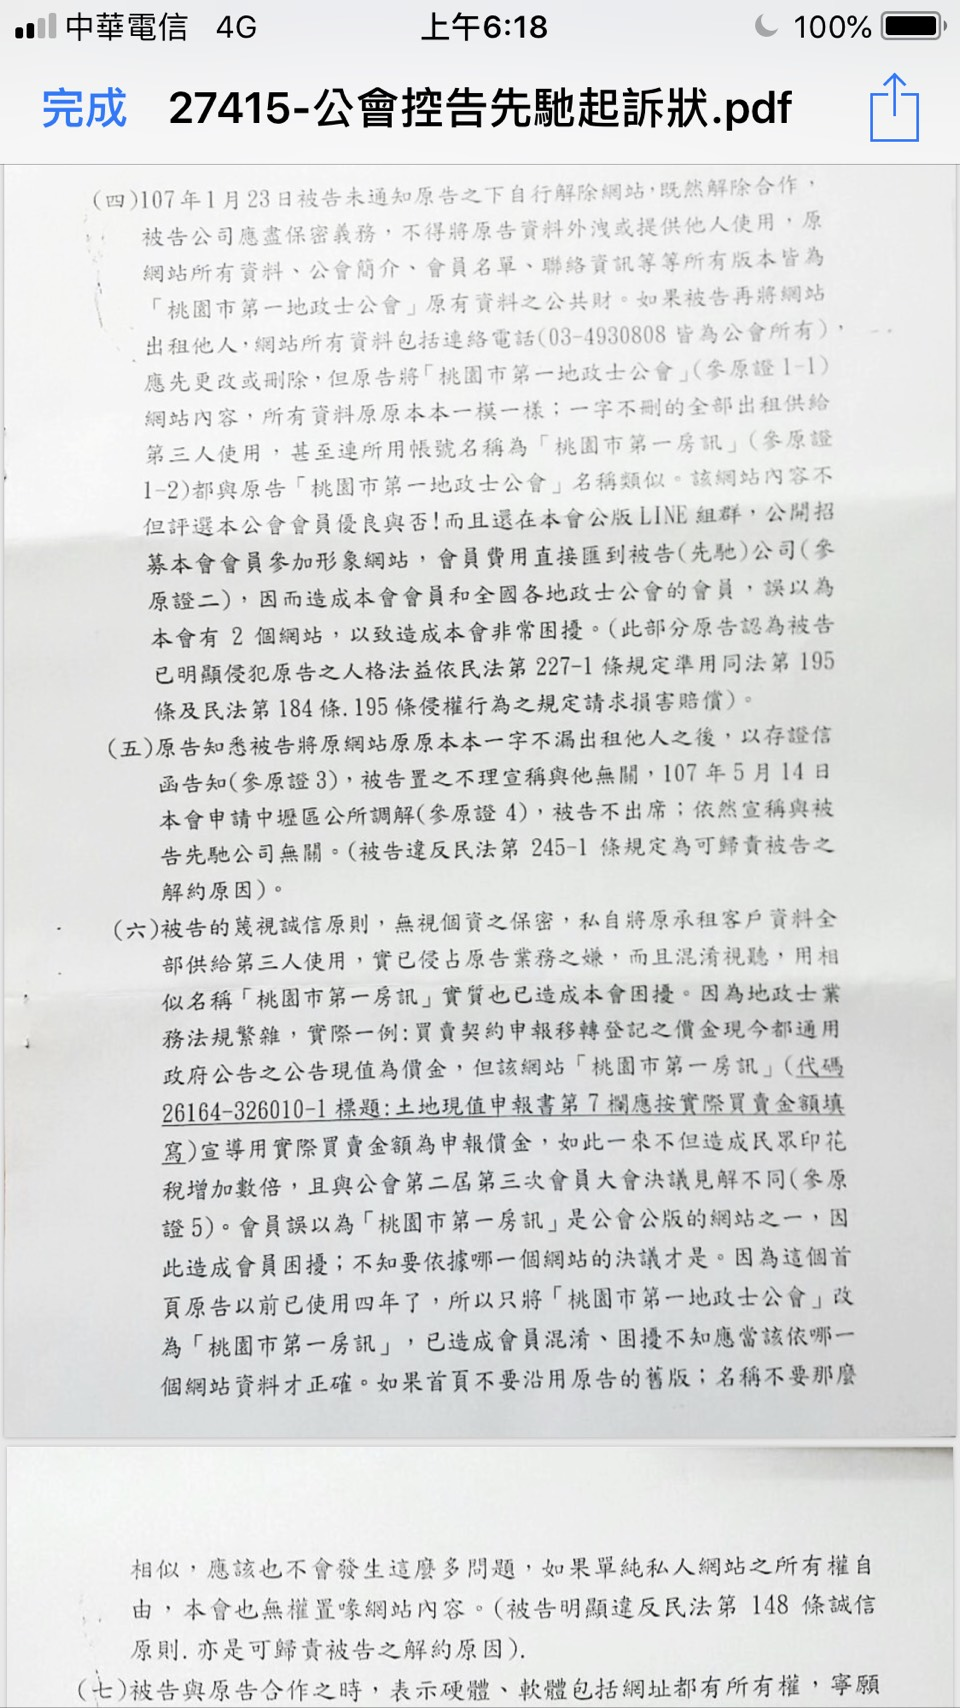 中華電信 4G 上午6:18 100%
完成 27415-公會控告先馳起訴狀.pdf
(四)107年1月23日被告未通知原告之下自行解除網站，既然解除合作，
被告公司應盡保密義務，不得將原告資料外洩或提供他人使用，原
網站所有資料、公會簡介、會員名單、聯絡資訊等等所有版本皆為
「桃園市第一地政士公會」原有資料之公共財。如果被告再將網站
出租他人，網站所有資料包括連絡電話(03-4930808皆為公會所有)，
應先更改或刪除，但原告將「桃園市第一地政士公會」(參原證1-1)
網站內容，所有資料原原本本一模一樣；一字不刪的全部出租供給
第三人使用，甚至連所用帳號名稱為「桃園市第一房訊」(參原證
1-2)都與原告「桃園市第一地政士公會」名稱類似。該網站內容不
但評選本公會會員優良與否!而且還在本會公版LINE組群，公開招
募本會會員參加形象網站，會員費用直接匯到被告(先馳)公司(參
原證二)，因而造成本會會員和全國各地政士公會的會員，誤以為
本會有 2 個網站，以致造成本會非常困擾。(此部分原告認為被告
已明顯侵犯原告之人格法益依民法第227-1條規定準用同法第195
條及民法第184條.195條侵權行為之規定請求損害賠償)。
(五)原告知悉被告將原網站原原本本一字不漏出租他人之後，以存證信
函告知(參原證3)，被告置之不理宣稱與他無關，107年5月14日
本會申請中壢區公所調解(參原證4)，被告不出席；依然宣稱與被
告先馳公司無關。(被告違反民法第 245-1 條規定為可歸責被告之
解約原因)。
(六)被告的蔑視誠信原則，無視個資之保密，私自將原承租客戶資料全
部供給第三人使用，實已侵占原告業務之嫌，而且混淆視聽，用相
似名稱「桃園市第一房訊」實質也已造成本會困擾。因為地政士業
務法規繁雜，實際一例:買賣契約申報移轉登記之價金現今都通用
政府公告之公告現值為價金，但該網站「桃園市第一房訊」(代碼
26164-326010-1標題:土地現值申報書第7欄應按實際買賣金額填
寫)宣導用實際買賣金額為申報價金，如此一來不但造成民眾印花
稅增加數倍，且與公會第二屆第三次會員大會決議見解不同(參原
證5)。會員誤以為「桃園市第一房訊」是公會公版的網站之一，因
此造成會員困擾；不知要依據哪一個網站的決議才是。因為這個首
頁原告以前已使用四年了，所以只將「桃園市第一地政士公會」改
為「桃園市第一房訊」，已造成會員混淆、困擾不知應當該依哪一
個網站資料才正確。如果首頁不要沿用原告的舊版；名稱不要那麼
相似，應該也不會發生這麼多問題，如果單純私人網站之所有權自
由，本會也無權置喙網站內容。(被告明顯違反民法第 148 條誠信
原則.亦是可歸責被告之解約原因).
(七)被告與原告合作之時，表示硬體、軟體包括網址都有所有權，寧願